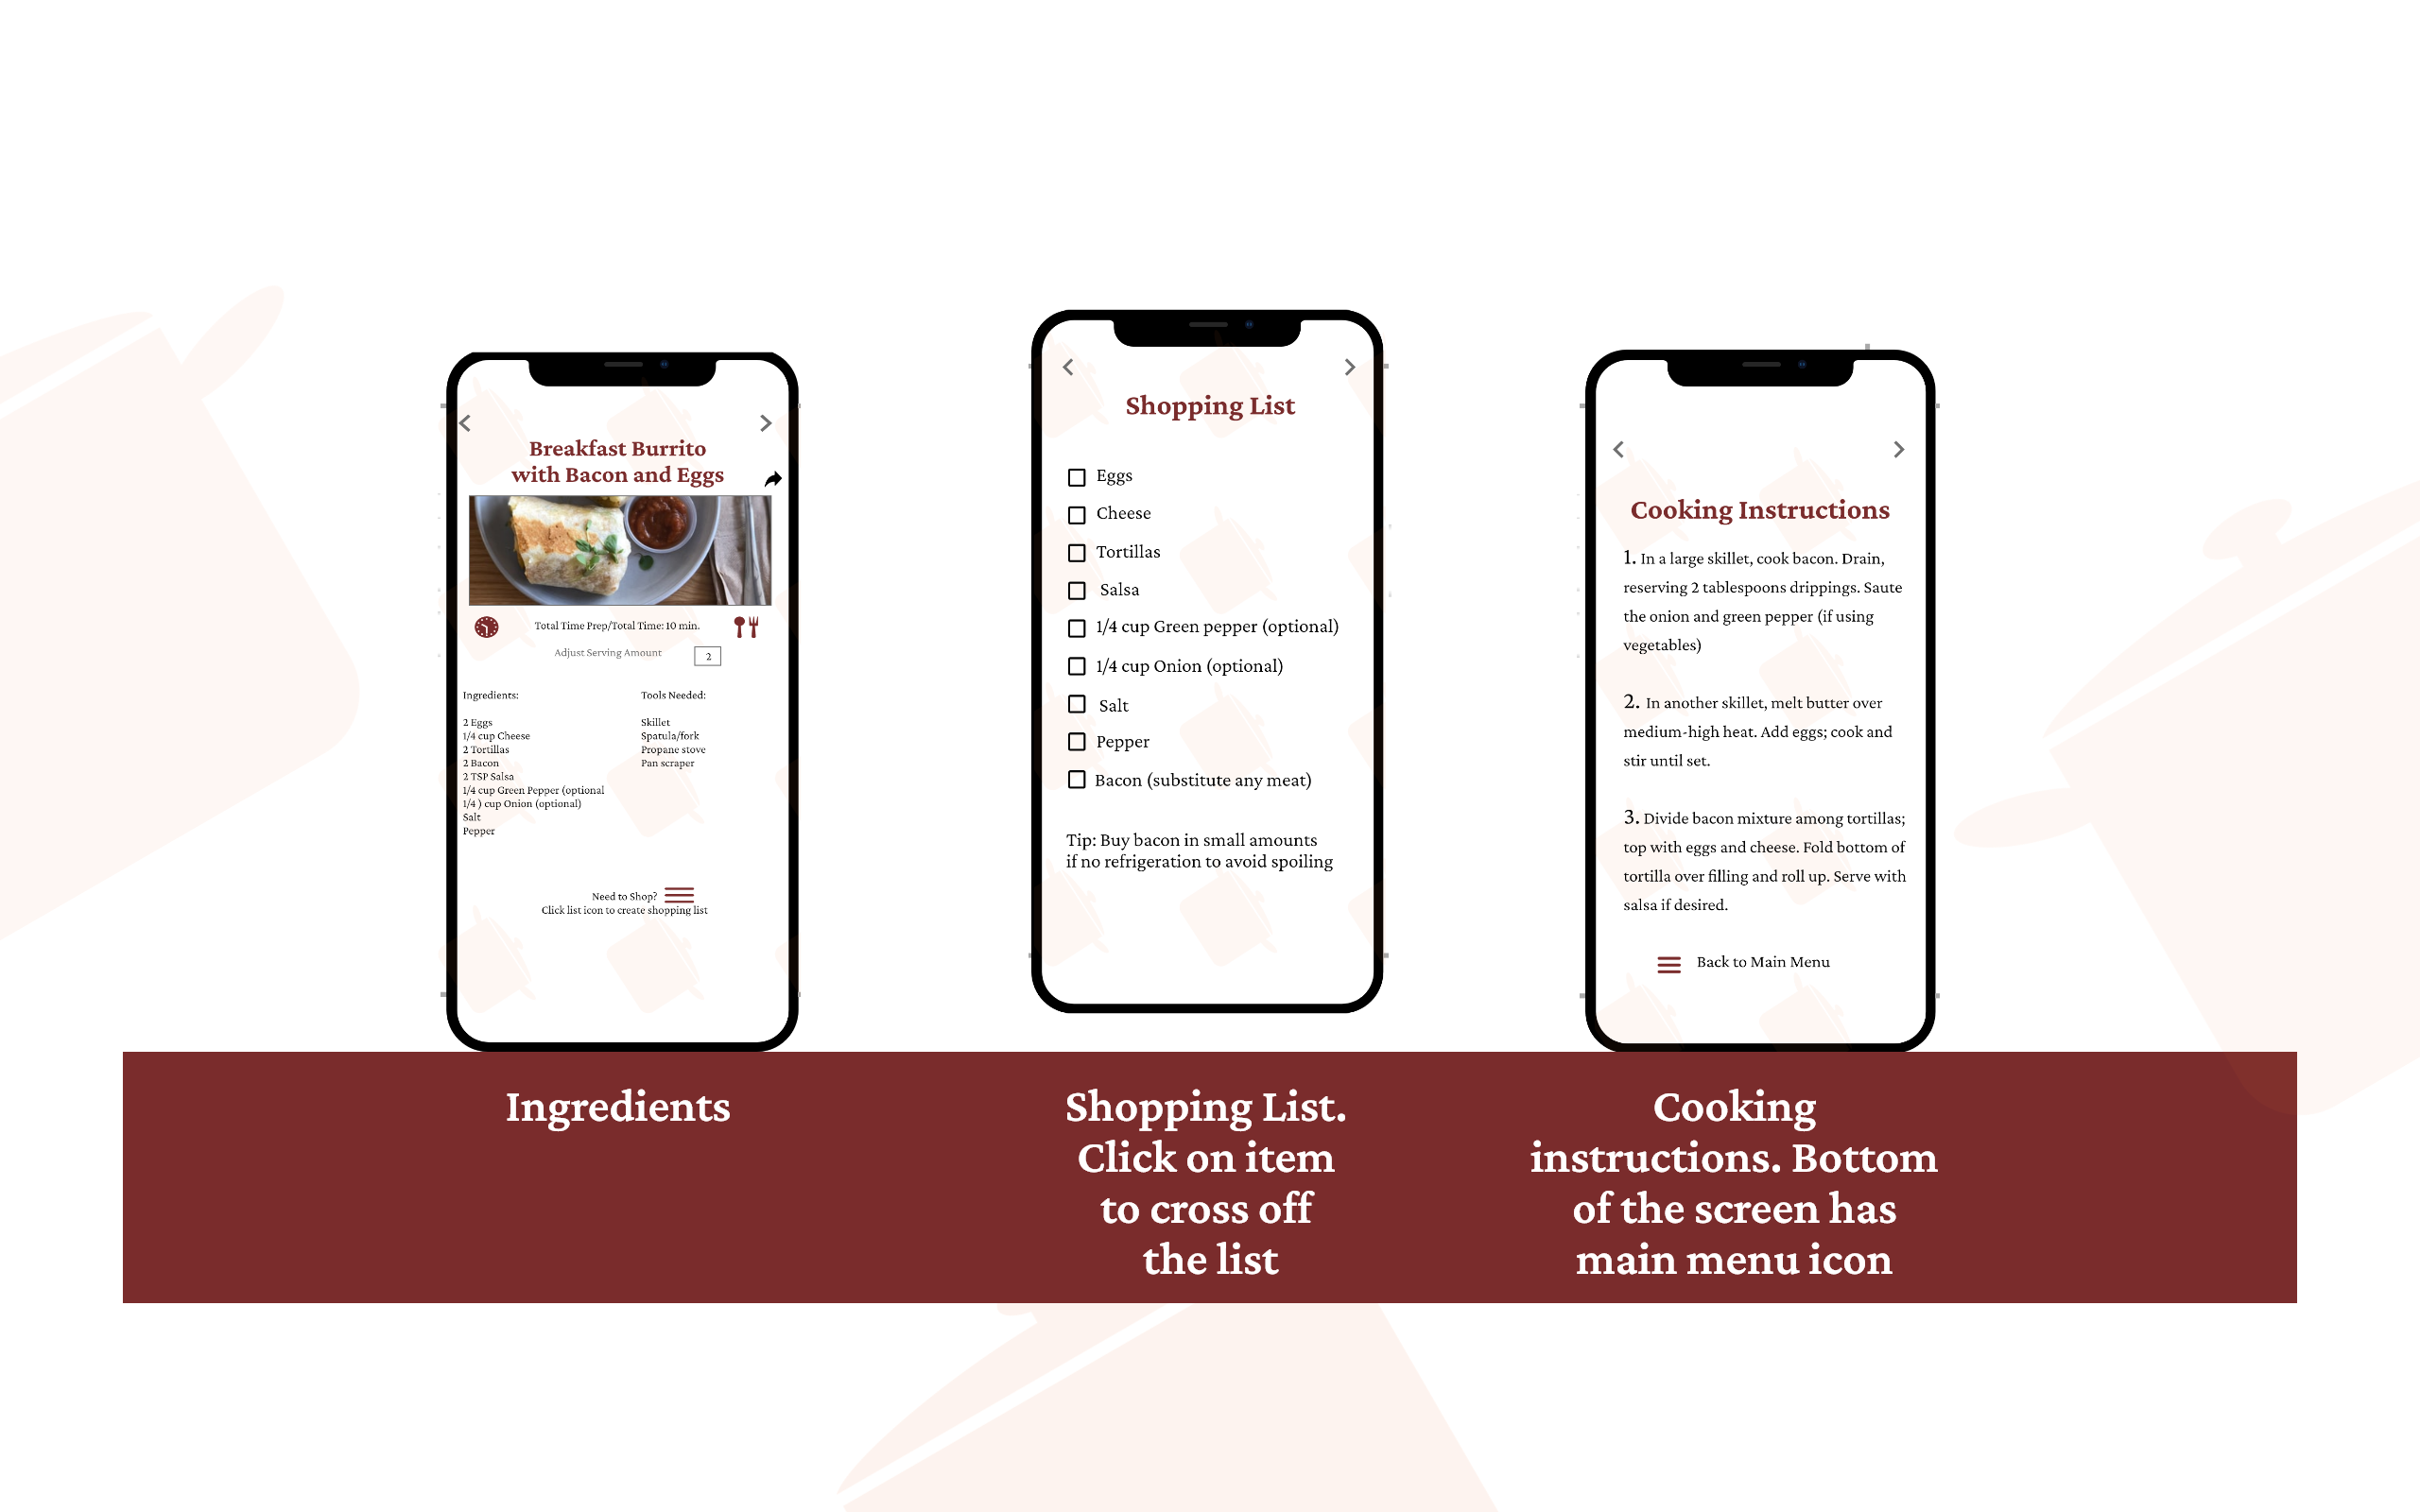 Breakfast Burrito
with Bacon and Eggs
Total Time Prep/Total Time: 10 min.
Adjust Serving Amount 2
Ingredients:
2 Eggs
1/4 cup Cheese
2 Tortillas
2 Bacon
2 TSP Salsa
1/4 cup Green Pepper (optional
1/4 ) cup Onion (optional)
Salt
Pepper
Tools Needed:
Skillet
Spatula/fork
Propane stove
Pan scraper
Need to Shop?
Click list icon to create shopping list
Shopping List
Eggs
Cheese
Tortillas
Salsa
1/4 cup Green pepper (optional)
1/4 cup Onion (optional)
Salt
Pepper
Bacon (substitute any meat)
Tip: Buy bacon in small amounts
if no refrigeration to avoid spoiling
Cooking Instructions
1. In a large skillet, cook bacon. Drain,
reserving 2 tablespoons drippings. Saute
the onion and green pepper (if using
vegetables)
2. In another skillet, melt butter over
medium-high heat. Add eggs; cook and
stir until set.
3. Divide bacon mixture among tortillas;
top with eggs and cheese. Fold bottom of
tortilla over filling and roll up. Serve with
salsa if desired.
Back to Main Menu
Ingredients
Shopping List.
Click on item
to cross off
the list
Cooking
instructions. Bottom
of the screen has
main menu icon